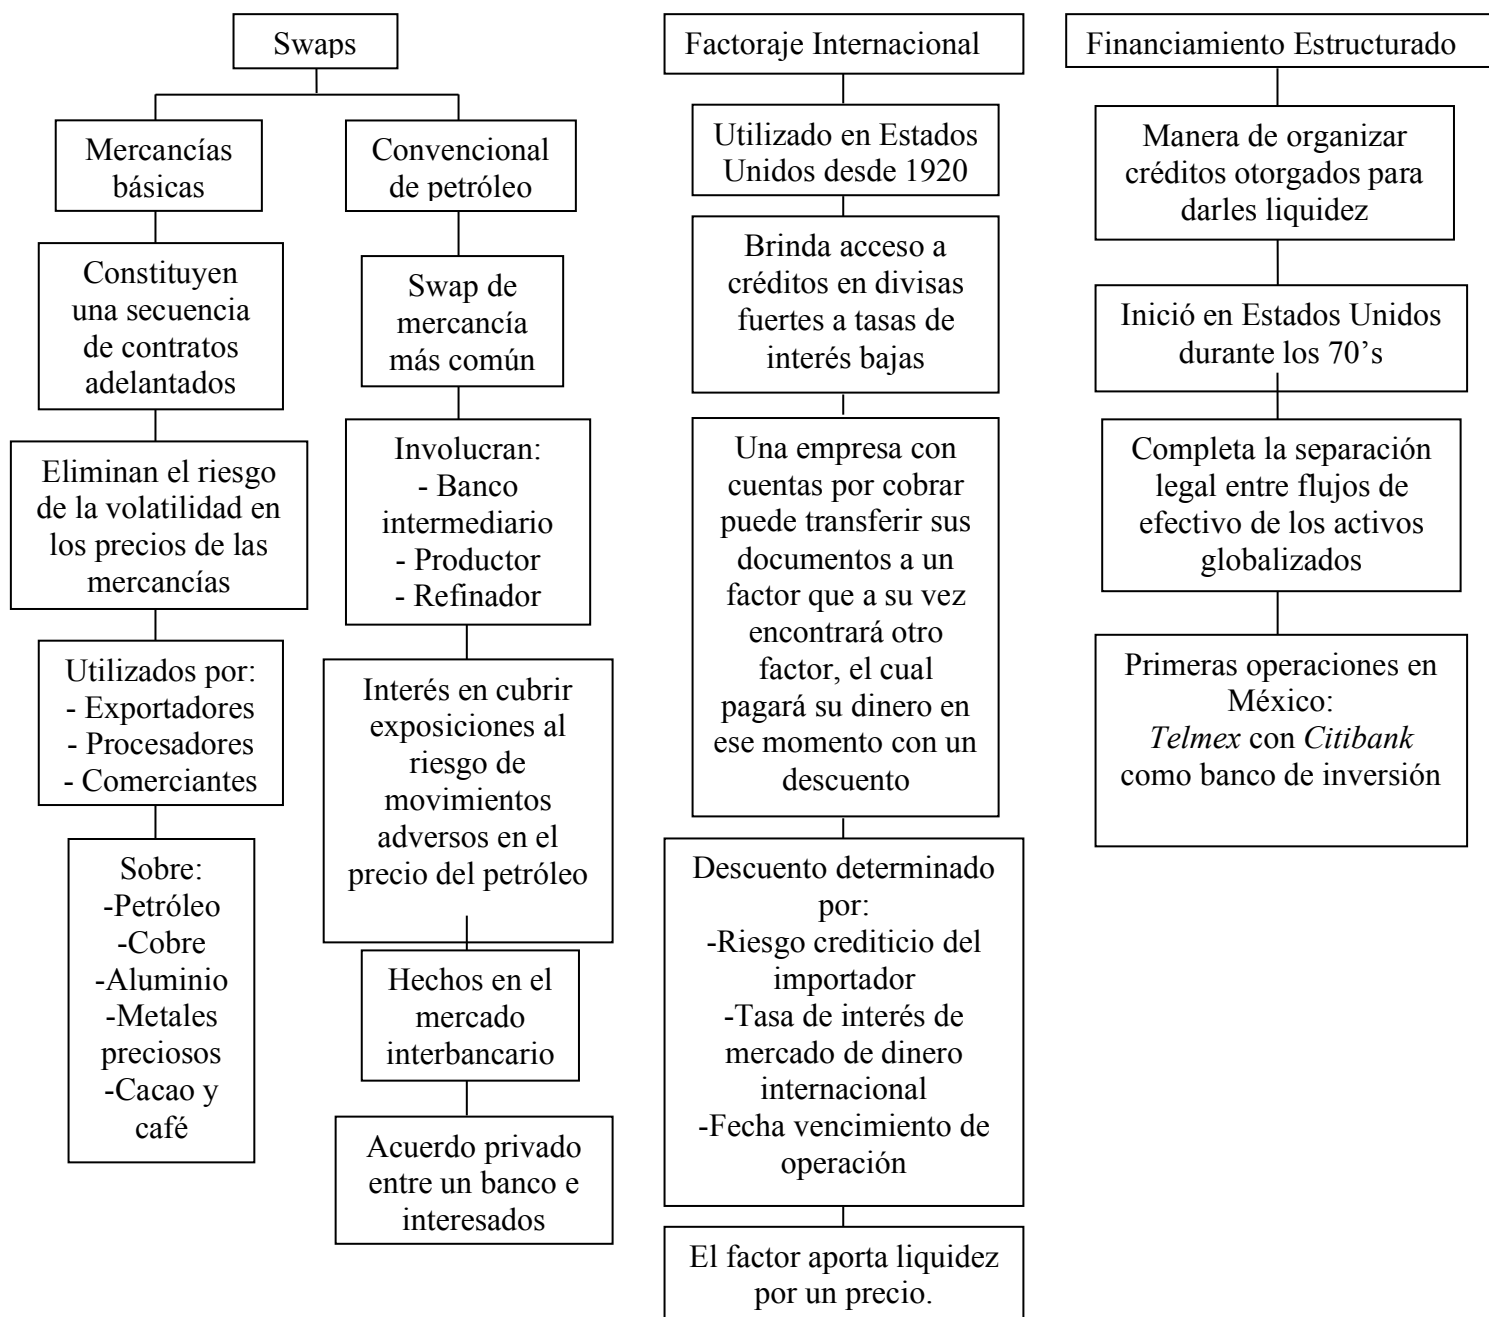 Swaps
Mercancías
básicas
Constituyen
una secuencia
de contratos
adelantados
Eliminan el riesgo
de la volatilidad en
los precios de las
mercancías
Utilizados por:
- Exportadores
- Procesadores
- Comerciantes
Sobre:
-Petróleo
-Cobre
-Aluminio
-Metales
preciosos
-Cacao y
café
Convencional
de petróleo
Swap de
mercancía
más común
Involucran:
- Banco
intermediario
- Productor
- Refinador
Interés en cubrir
exposiciones al
riesgo de
movimientos
adversos en el
precio del petróleo
Hechos en el
mercado
interbancario
Acuerdo privado
entre un banco e
interesados
Factoraje Internacional
Utilizado en Estados
Unidos desde 1920
Brinda acceso a
créditos en divisas
fuertes a tasas de
interés bajas
Una empresa con
cuentas por cobrar
puede transferir sus
documentos a un
factor que a su vez
encontrará otro
factor, el cual
pagará su dinero en
ese momento con un
descuento
Descuento determinado
por:
-Riesgo crediticio del
importador
-Tasa de interés de
mercado de dinero
internacional
-Fecha vencimiento de
operación
El factor aporta liquidez
por un precio.
Financiamiento Estructurado
Manera de organizar
créditos otorgados para
darles liquidez
Inició en Estados Unidos
durante los 70’s
Completa la separación
legal entre flujos de
efectivo de los activos
globalizados
Primeras operaciones en
México:
Telmex con Citibank
como banco de inversión